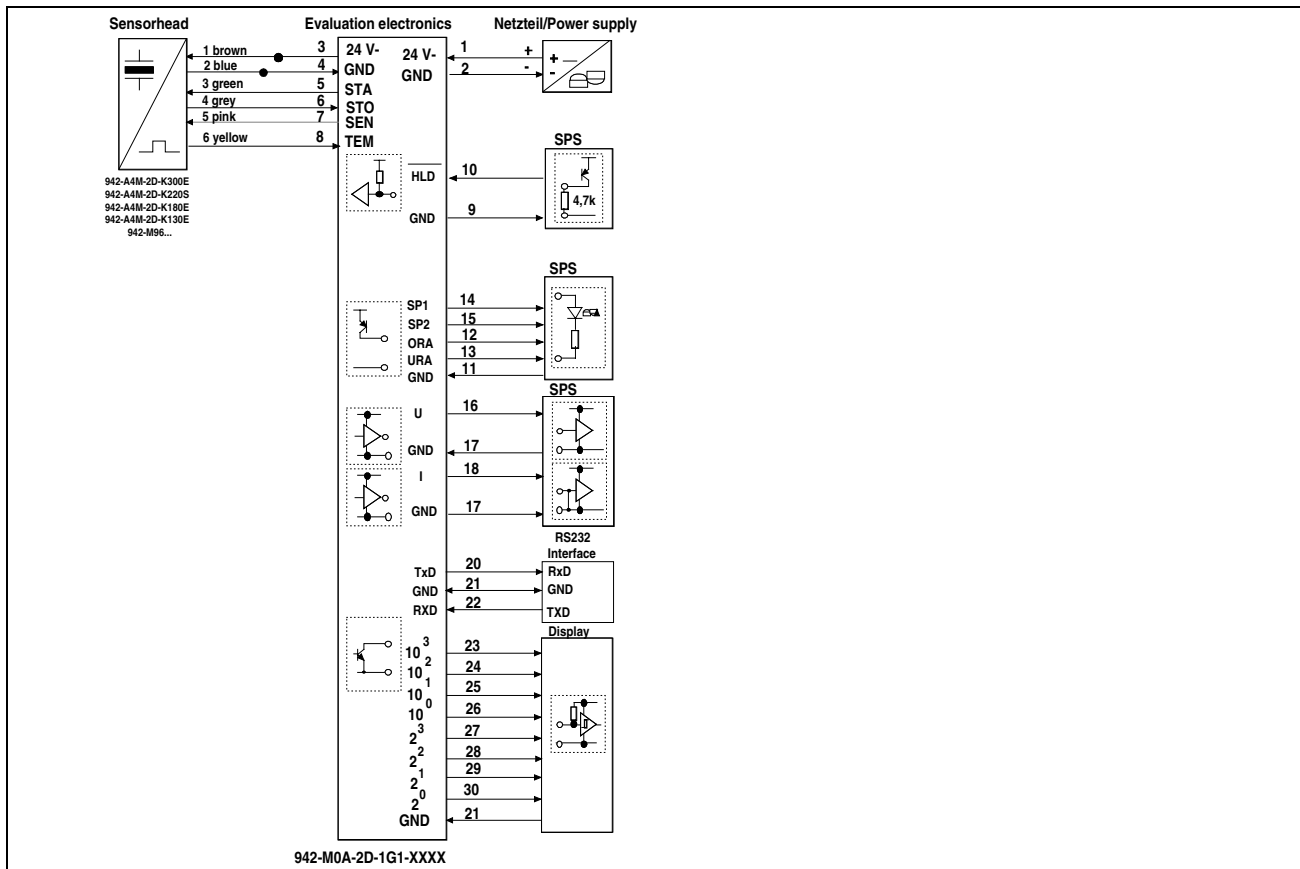 Sensorhead Evaluation electronics Netzteil/Power supply
1 brown 3 24 V- 24 V- 1 + + -
2 blue 4 GND GND 2 - -
3 green 5 STA
4 grey 6 STO
5 pink 7 SEN
6 yellow 8 TEM
942-A4M-2D-K300E
942-A4M-2D-K220S
942-A4M-2D-K180E
942-A4M-2D-K130E
942-M96...
SPS
HLD 10
4,7k
GND 9
SPS
SP1 14
SP2 15
ORA 12
URA 13
GND 11
SPS
U 16
GND 17
I 18
GND 17
RS232
Interface
TxD 20 RxD
GND 21 GND
RXD 22 TXD
Display
10 3 23
10 2 24
10 1 25
10 0 26
2 3 27
2 2 28
2 1 29
2 0 30
GND 21
942-M0A-2D-1G1-XXXX